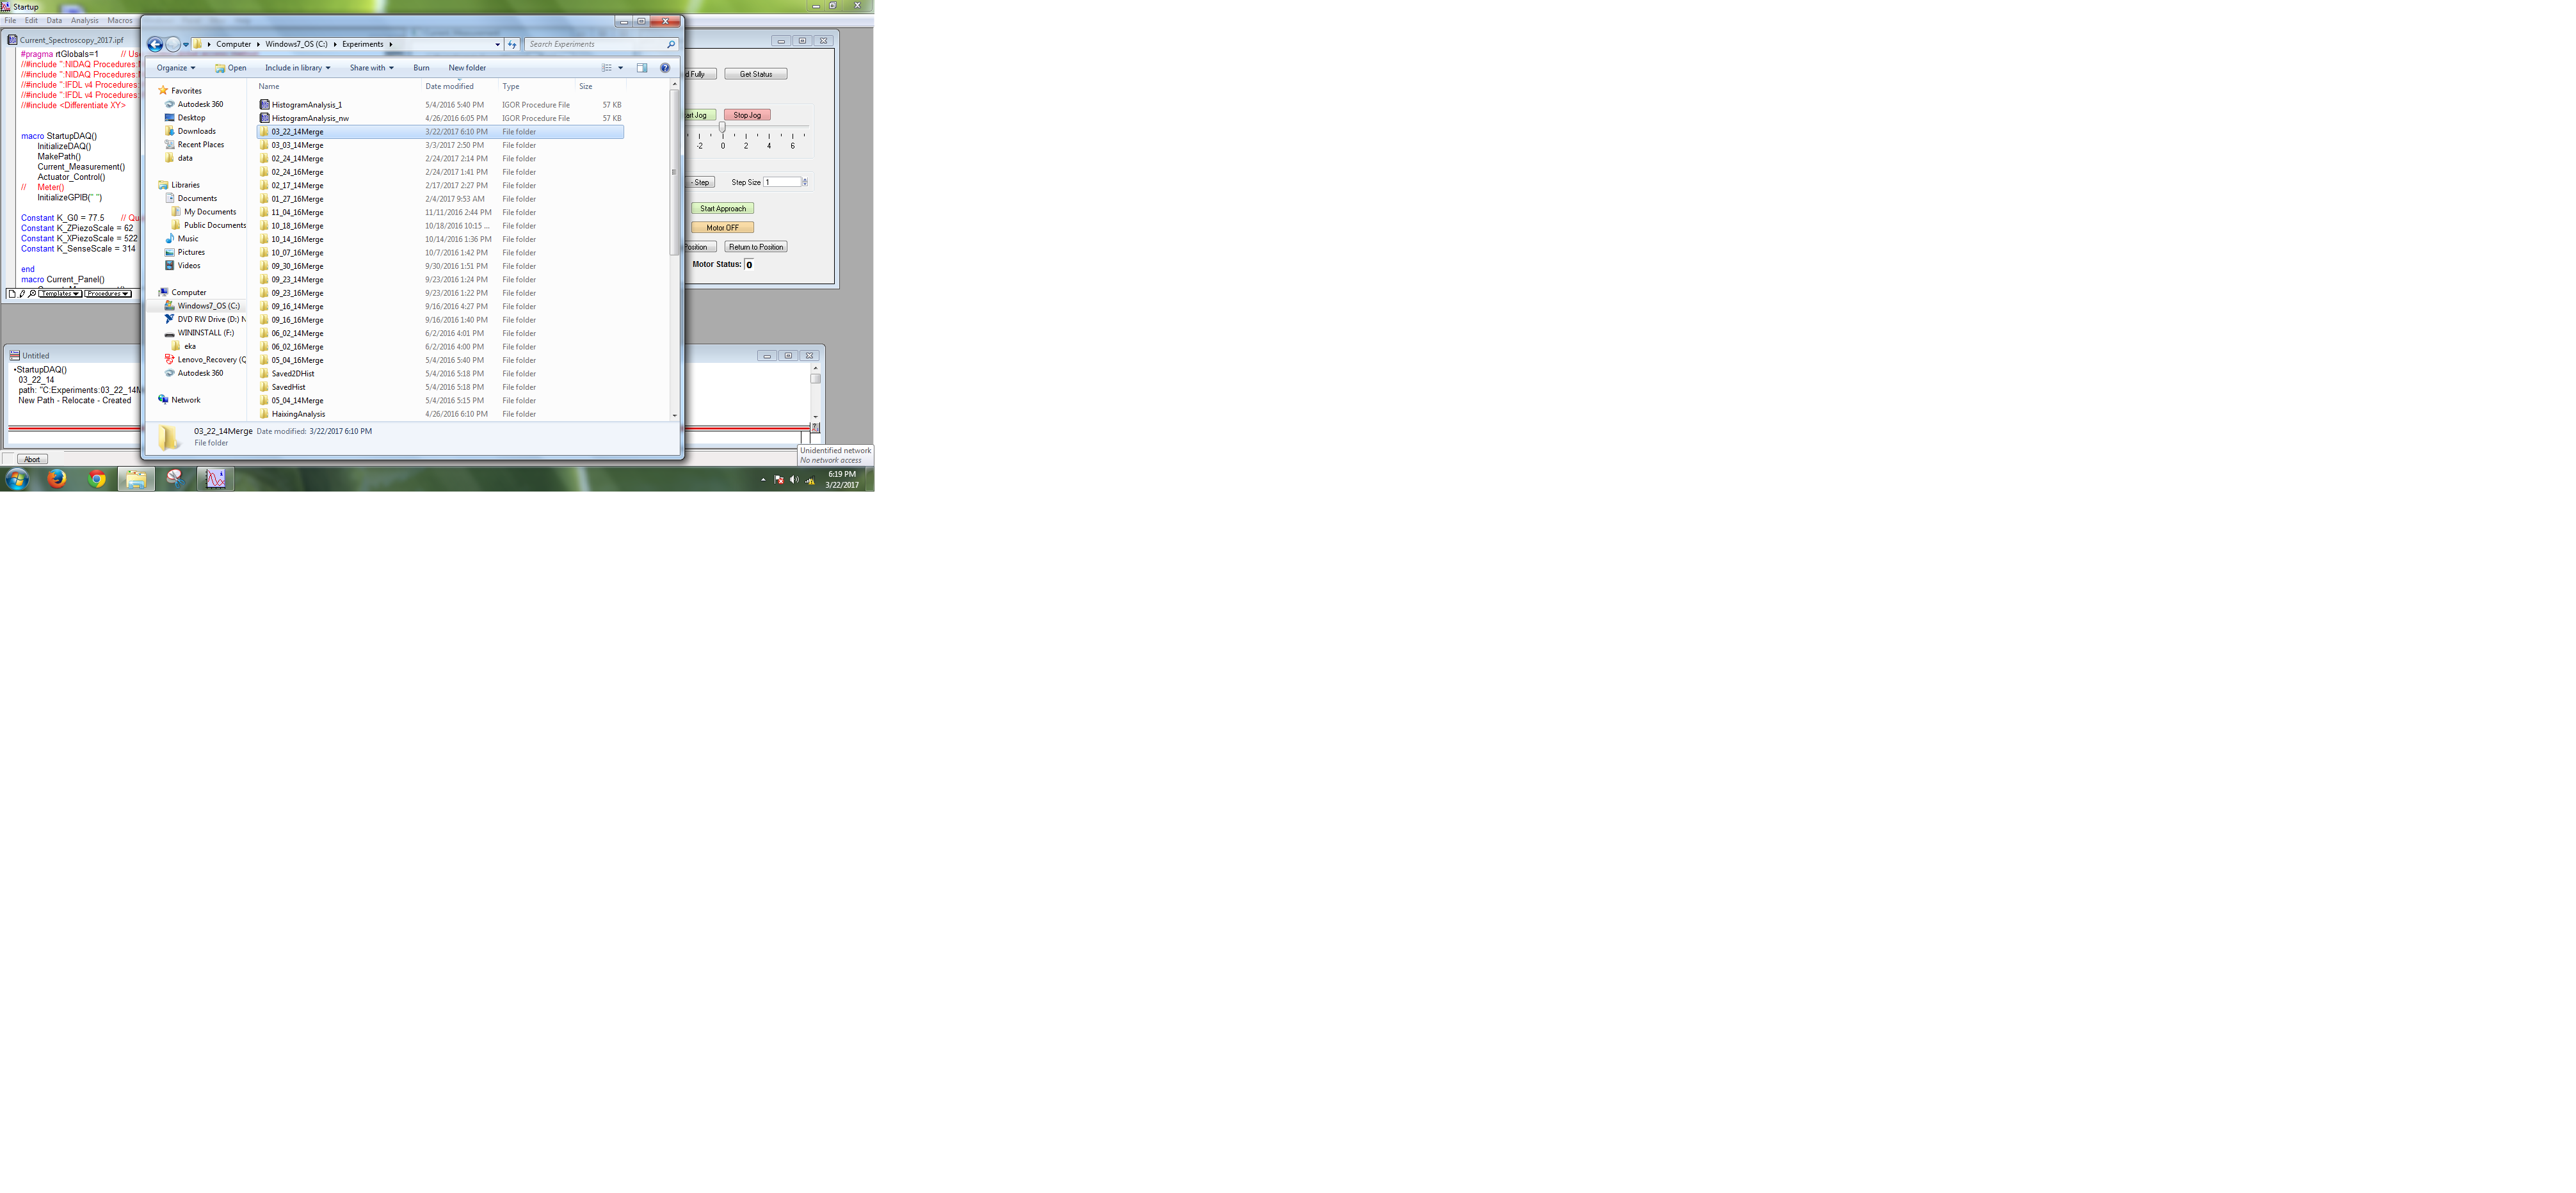 Startup
File Edit Data Analysis Macros
Current_Spectroscopy_2017.ipf
#pragma rtGlobals=1 // Us
//#include ":NIDAQ Procedures:
//#include ":NIDAQ Procedures:
//#include ":IFDL v4 Procedures:
//#include ":IFDL v4 Procedures:
//#include <Differentiate XY>
macro StartupDAQ()
InitializeDAQ()
MakePath()
Current_Measurement()
Actuator_Control()
// Meter()
InitializeGPIB(" ")
Constant K_G0 = 77.5 // Qu
Constant K_ZPiezoScale = 62
Constant K_XPiezoScale = 522
Constant K_SenseScale = 314
end
macro Current_Panel()
Templates Procedures
Untitled
•StartupDAQ()
03_22_14
path: "C:Experiments:03_22_14M
New Path - Relocate - Created
Abort
Computer Windows7_OS (C:) Experiments
Search Experiments
Organize Open Include in library Share with Burn New folder
Favorites
Autodesk 360
Desktop
Downloads
Recent Places
data
Libraries
Documents
My Documents
Public Documents
Music
Pictures
Videos
Computer
Windows7_OS (C:)
DVD RW Drive (D:) N
WININSTALL (F:)
eka
Lenovo_Recovery (Q
Autodesk 360
Network
Name Date modified Type Size
HistogramAnalysis_1 5/4/2016 5:40 PM IGOR Procedure File 57 KB
HistogramAnalysis_nw 4/26/2016 6:05 PM IGOR Procedure File 57 KB
03_22_14Merge 3/22/2017 6:10 PM File folder
03_03_14Merge 3/3/2017 2:50 PM File folder
02_24_14Merge 2/24/2017 2:14 PM File folder
02_24_16Merge 2/24/2017 1:41 PM File folder
02_17_14Merge 2/17/2017 2:27 PM File folder
01_27_16Merge 2/4/2017 9:53 AM File folder
11_04_16Merge 11/11/2016 2:44 PM File folder
10_18_16Merge 10/18/2016 10:15 ... File folder
10_14_16Merge 10/14/2016 1:36 PM File folder
10_07_16Merge 10/7/2016 1:42 PM File folder
09_30_16Merge 9/30/2016 1:51 PM File folder
09_23_14Merge 9/23/2016 1:24 PM File folder
09_23_16Merge 9/23/2016 1:22 PM File folder
09_16_14Merge 9/16/2016 4:27 PM File folder
09_16_16Merge 9/16/2016 1:40 PM File folder
06_02_14Merge 6/2/2016 4:01 PM File folder
06_02_16Merge 6/2/2016 4:00 PM File folder
05_04_16Merge 5/4/2016 5:40 PM File folder
Saved2DHist 5/4/2016 5:18 PM File folder
SavedHist 5/4/2016 5:18 PM File folder
05_04_14Merge 5/4/2016 5:15 PM File folder
HaixingAnalysis 4/26/2016 6:10 PM File folder
03_22_14Merge Date modified: 3/22/2017 6:10 PM
File folder
d Fully Get Status
art Jog Stop Jog
-2 0 2 4 6
- Step Step Size 1
Start Approach
Motor OFF
Position Return to Position
Motor Status: 0
Unidentified network
No network access
6:19 PM
3/22/2017